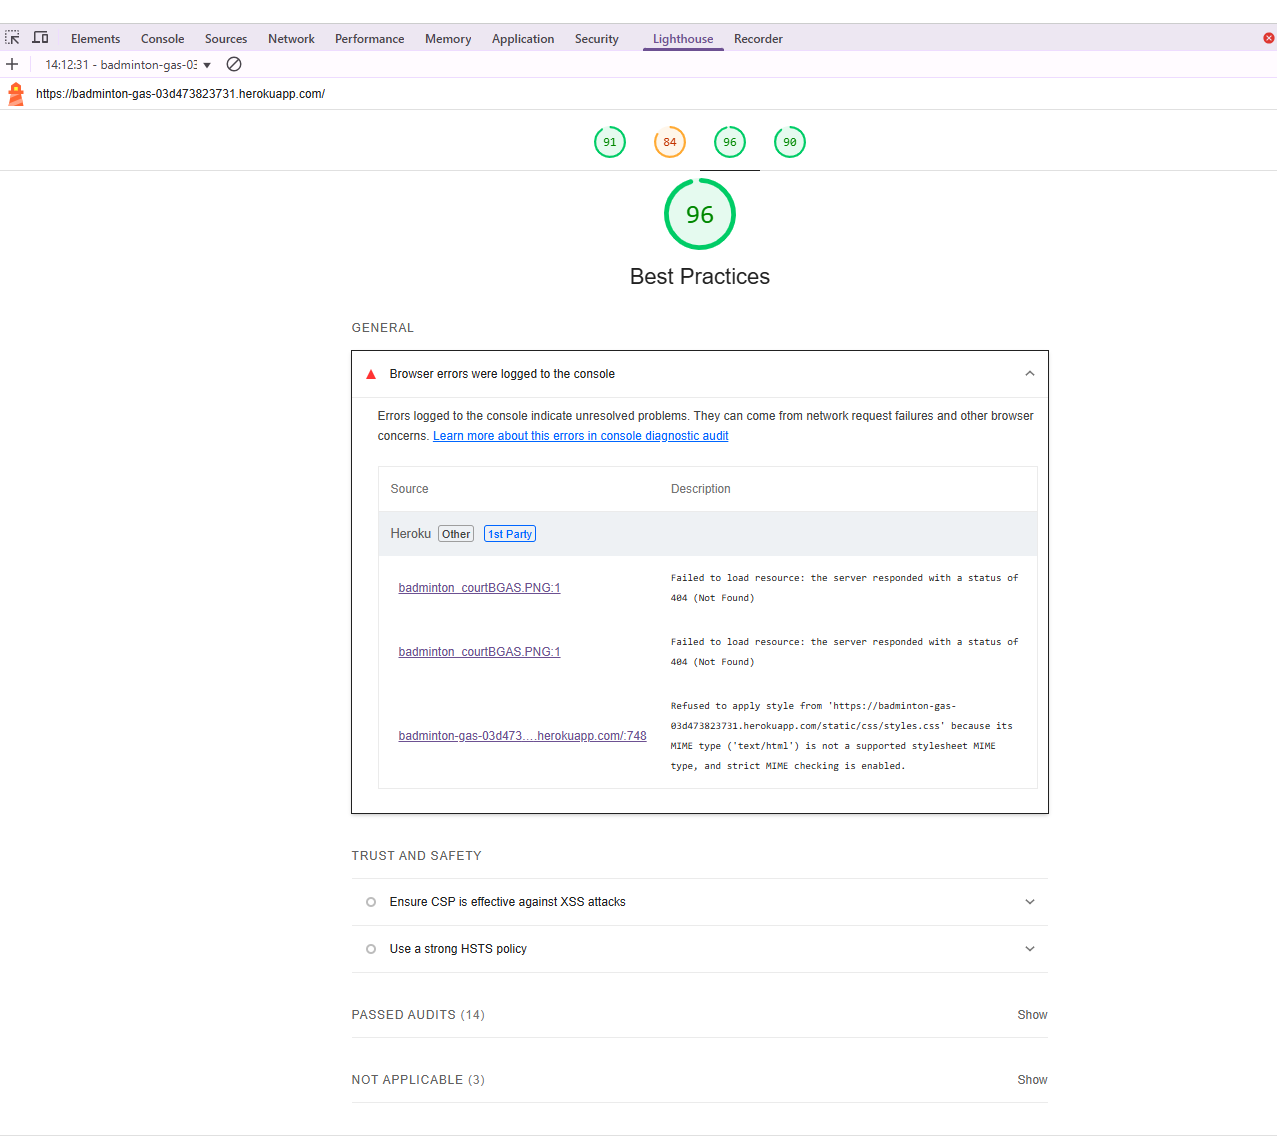 Elements Console Sources Network Performance Memory Application Security Lighthouse Recorder
14:12:31 - badminton-gas-03
https://badminton-gas-03d473823731.herokuapp.com/
91 84 96 90
96
Best Practices
GENERAL
Browser errors were logged to the console
Errors logged to the console indicate unresolved problems. They can come from network request failures and other browser
concerns. Learn more about this errors in console diagnostic audit
Source Description
Heroku Other 1st Party
badminton_courtBGAS.PNG:1 Failed to load resource: the server responded with a status of
404 (Not Found)
badminton_courtBGAS.PNG:1 Failed to load resource: the server responded with a status of
404 (Not Found)
Refused to apply style from 'https://badminton-gas-
03d473823731.herokuapp.com/static/css/styles.css' because its
badminton-gas-03d473….herokuapp.com/:748 MIME type ('text/html') is not a supported stylesheet MIME
type, and strict MIME checking is enabled.
TRUST AND SAFETY
Ensure CSP is effective against XSS attacks
Use a strong HSTS policy
PASSED AUDITS (14) Show
NOT APPLICABLE (3) Show